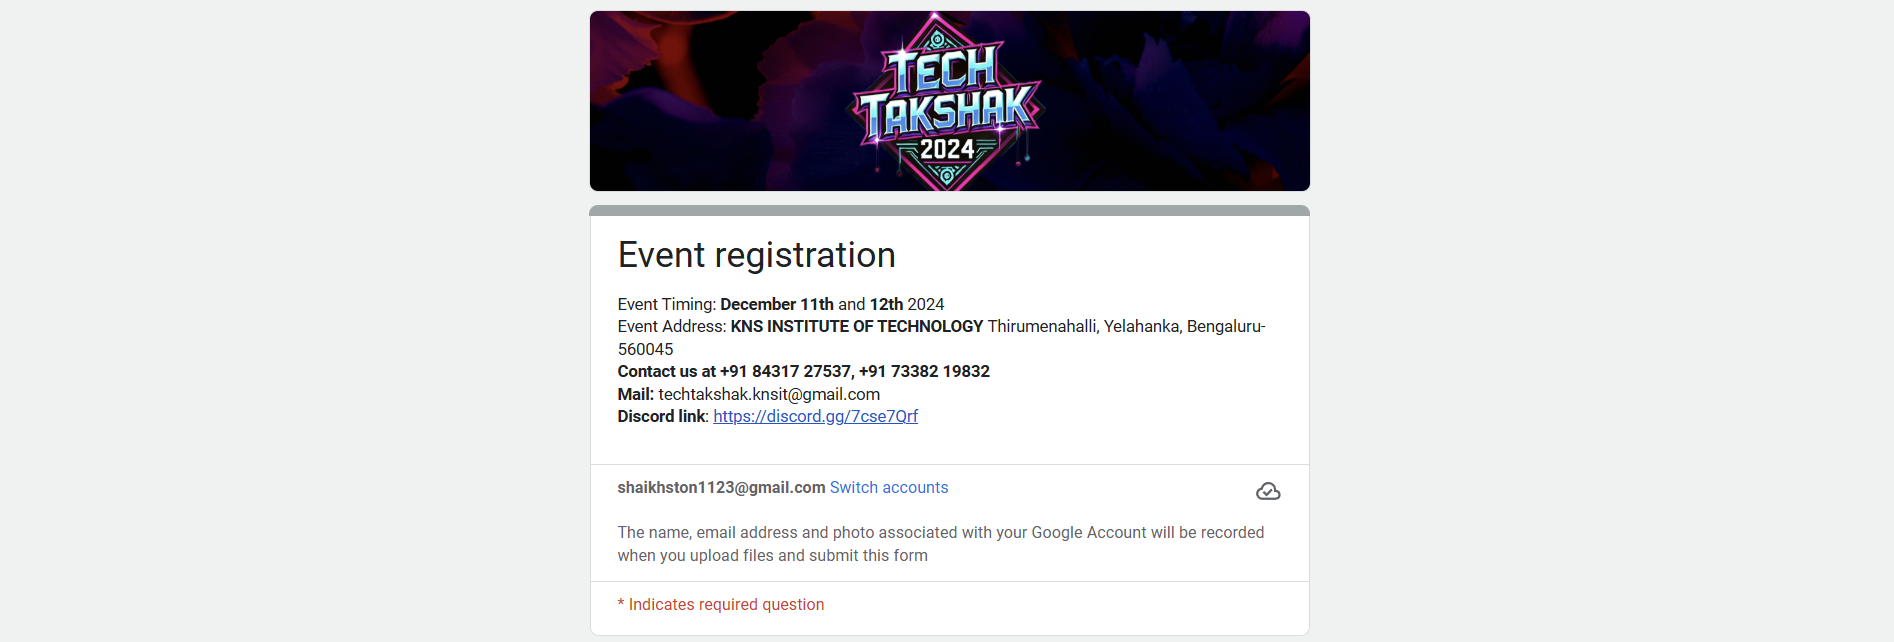 TECH
TAKSHAK
2024
Event registration
Event Timing: December 11th and 12th 2024
Event Address: KNS INSTITUTE OF TECHNOLOGY Thirumenahalli, Yelahanka, Bengaluru-
560045
Contact us at +91 84317 27537, +91 73382 19832
Mail: techtakshak.knsit@gmail.com
Discord link: https://discord.gg/7cse7Qrf
shaikhston1123@gmail.com Switch accounts
The name, email address and photo associated with your Google Account will be recorded
when you upload files and submit this form
* Indicates required question